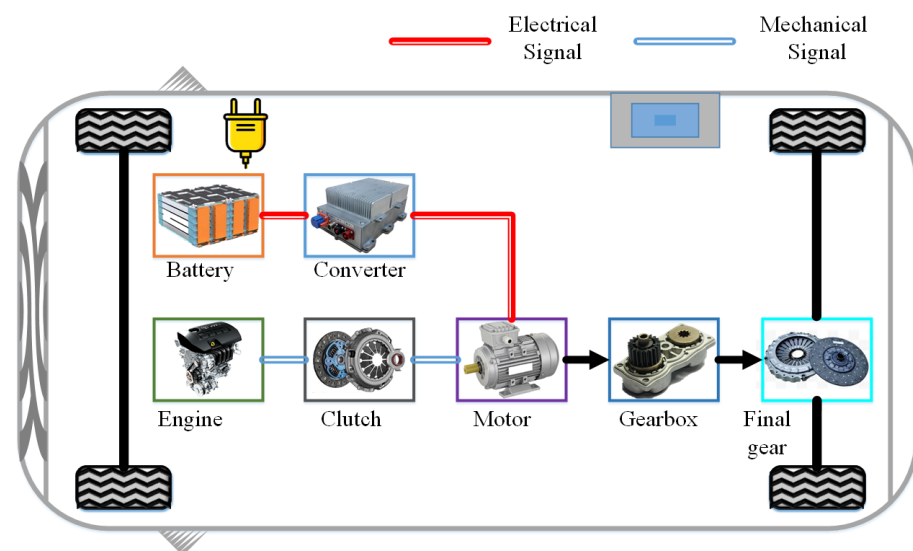 Electrical
Signal
Mechanical
Signal
Battery
Converter
Engine
Clutch
Motor
Gearbox
Final
gear